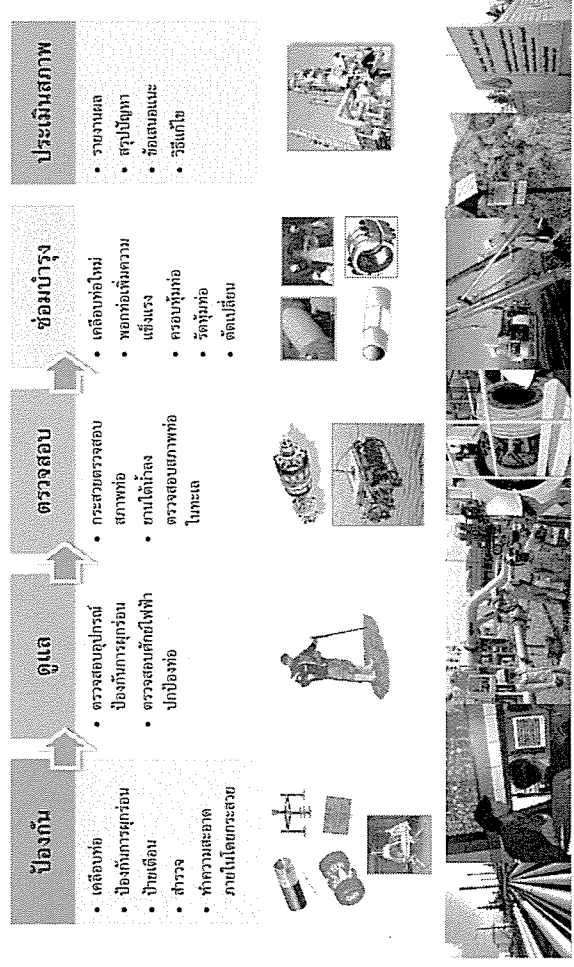 ป้องกัน
• เคลือบท่อ
• ป้องกันการผุกร่อน
• ป้ายเตือน
• สำรวจ
• ทำความสะอาด
ภายในโดยกระสวย
ดูแล
• ตรวจสอบอุปกรณ์
ป้องกันการผุกร่อน
• ตรวจสอบศักย์ไฟฟ้า
ปกป้องท่อ
ตรวจสอบ
• กระสวยตรวจสอบ
สภาพท่อ
• ยานใต้น้ำลง
ตรวจสอบสภาพท่อ
ในทะเล
ซ่อมบำรุง
• เคลือบท่อใหม่
• พอกท่อเพิ่มความ
แข็งแรง
• ครอบหุ้มท่อ
• รัดหุ้มท่อ
• ตัดเปลี่ยน
ประเมินสภาพ
• รายงานผล
• สรุปปัญหา
• ข้อเสนอแนะ
• วิธีแก้ไข